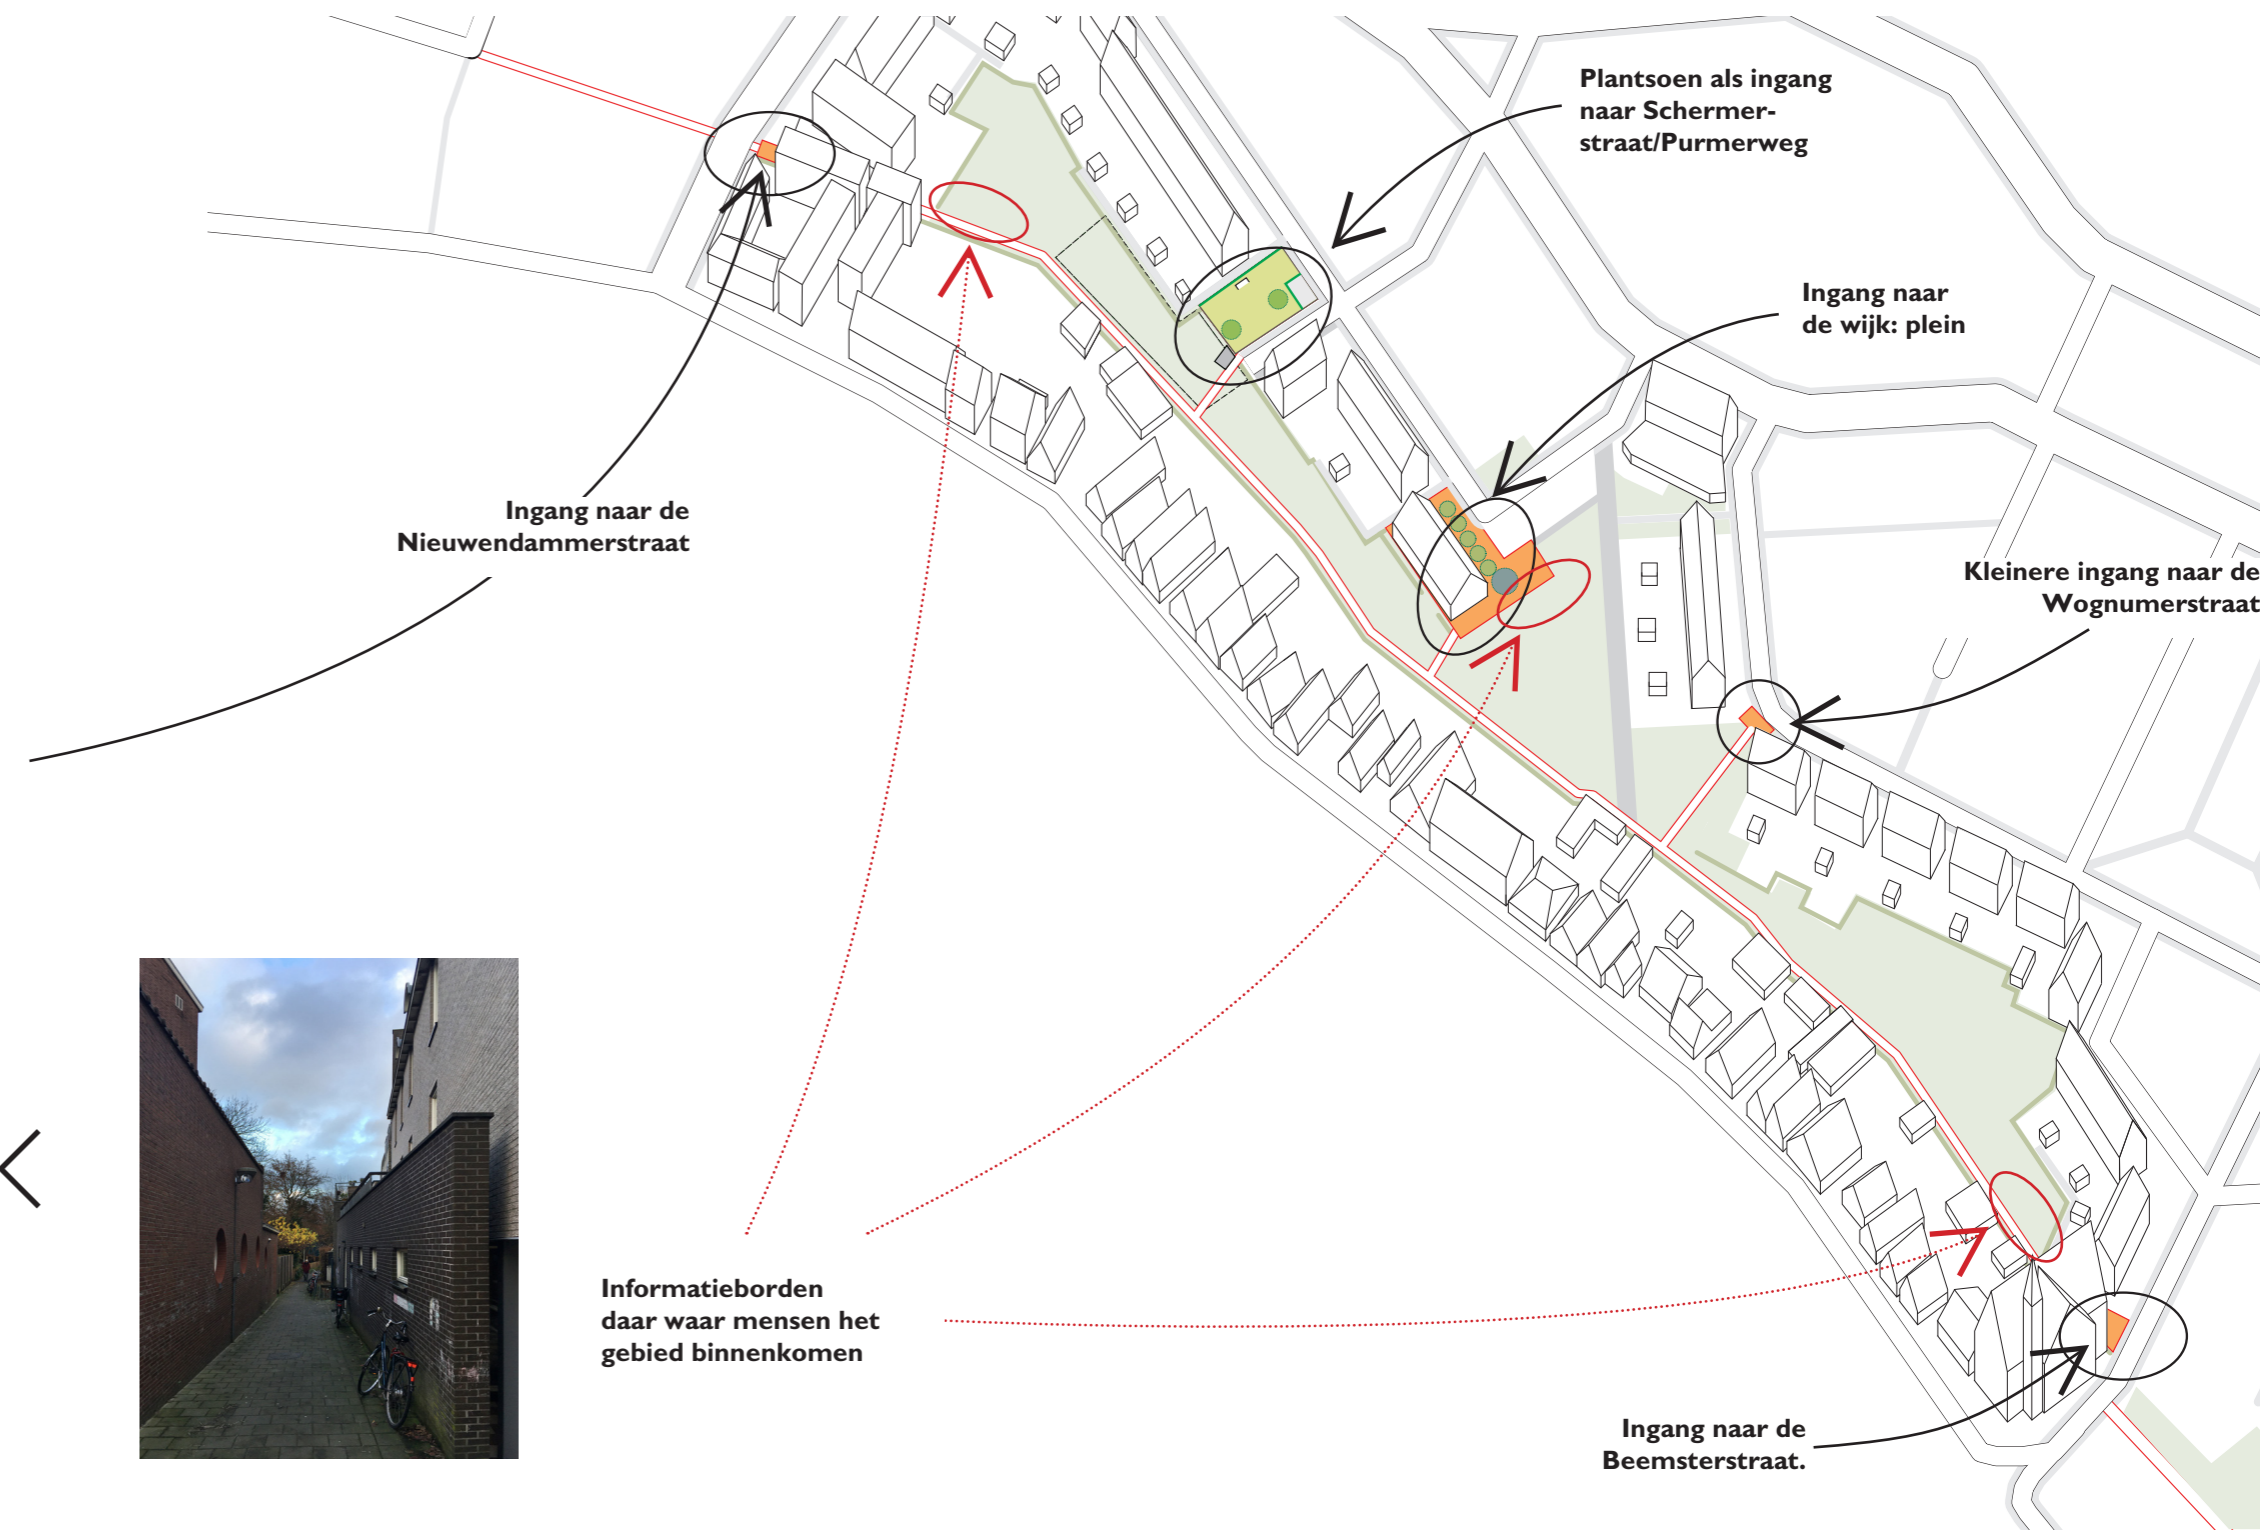 Plantsoen als ingang
naar Schermer-
straat/Purmerweg
Ingang naar
de wijk: plein
Ingang naar de
Nieuwendammerstraat
Kleinere ingang naar de
Wognumerstraat
Informatieborden
daar waar mensen het
gebied binnenkomen
Ingang naar de
Beemsterstraat.